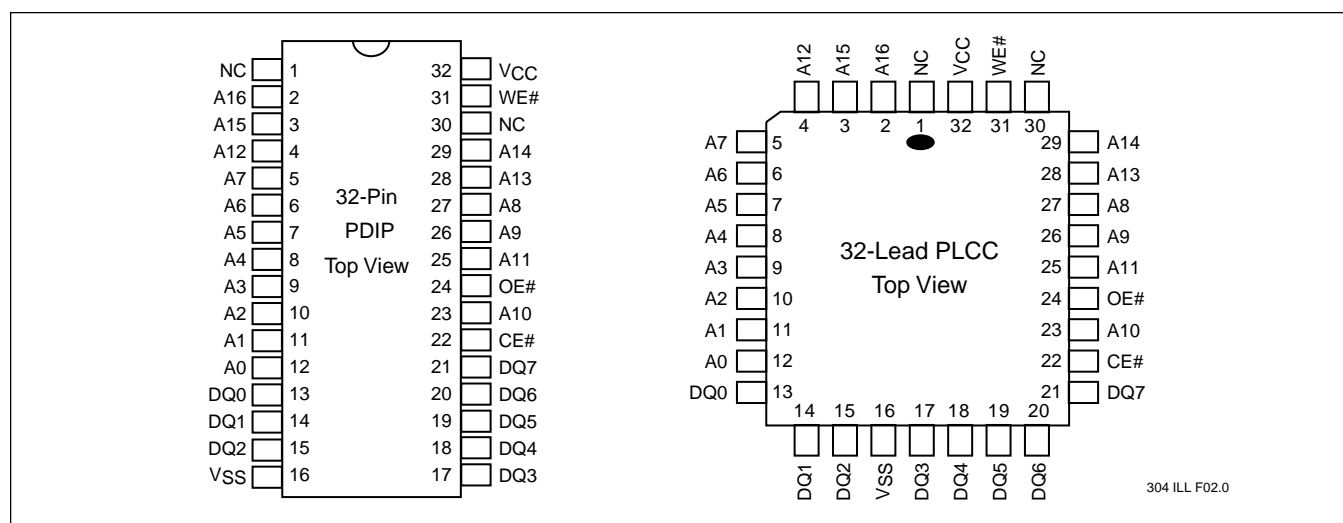 NC 1 32 VCC
A16 2 31 WE#
A15 3 30 NC
A12 4 29 A14
A7 5 28 A13
A6 6 27 A8
A5 7 26 A9
A4 8 25 A11
A3 9 24 OE#
A2 10 23 A10
A1 11 22 CE#
A0 12 21 DQ7
DQ0 13 20 DQ6
DQ1 14 19 DQ5
DQ2 15 18 DQ4
VSS 16 17 DQ3
32-Pin
PDIP
Top View
A12 A15 A16 NC VCC WE# NC
4 3 2 1 32 31 30
A7 5 29 A14
A6 6 28 A13
A5 7 27 A8
A4 8 26 A9
A3 9 25 A11
A2 10 24 OE#
A1 11 23 A10
A0 12 22 CE#
DQ0 13 21 DQ7
32-Lead PLCC
Top View
14 15 16 17 18 19 20
DQ1 DQ2 VSS DQ3 DQ4 DQ5 DQ6
304 ILL F02.0